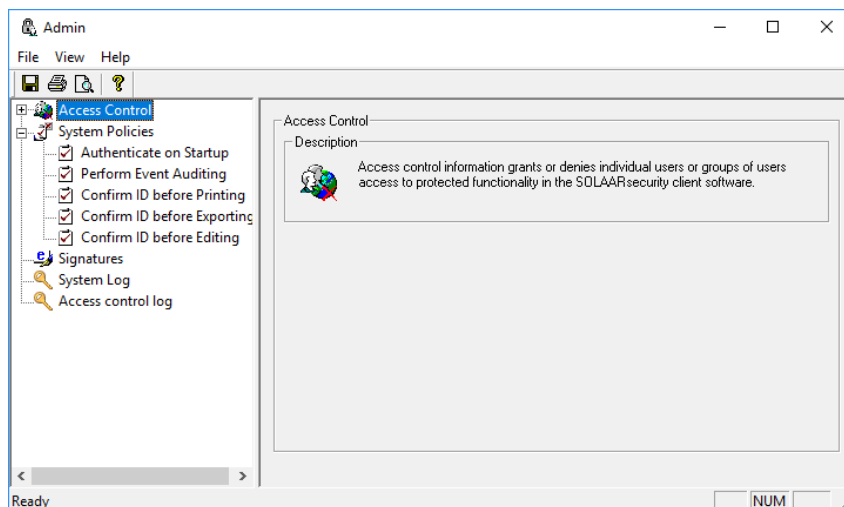 Admin
File View Help
Access Control
System Policies
Authenticate on Startup
Perform Event Auditing
Confirm ID before Printing
Confirm ID before Exporting
Confirm ID before Editing
Signatures
System Log
Access control log
Access Control
Description
Access control information grants or denies individual users or groups of users
access to protected functionality in the SOLAARsecurity client software.
Ready
NUM